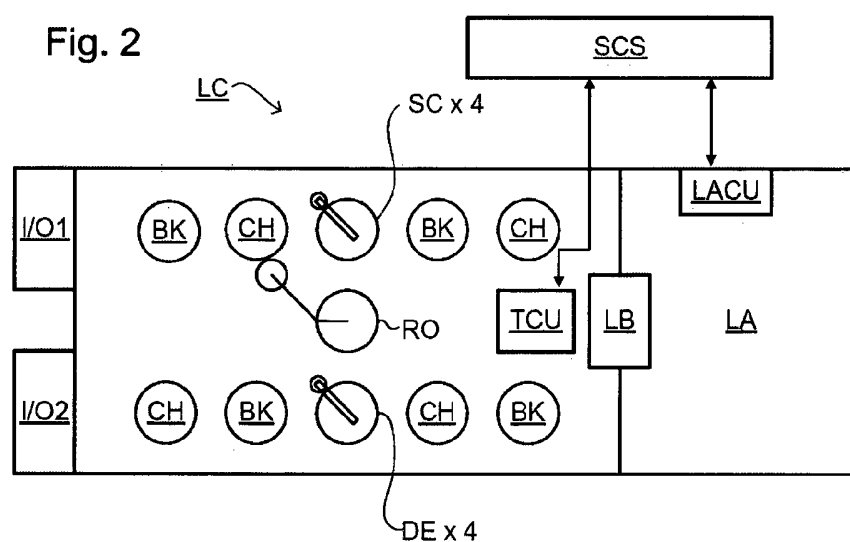 Fig. 2
SCS
LC
SC x 4
I/O1
BK
CH
BK
CH
LACU
RO
TCU
LB
LA
I/O2
CH
BK
CH
BK
DE x 4